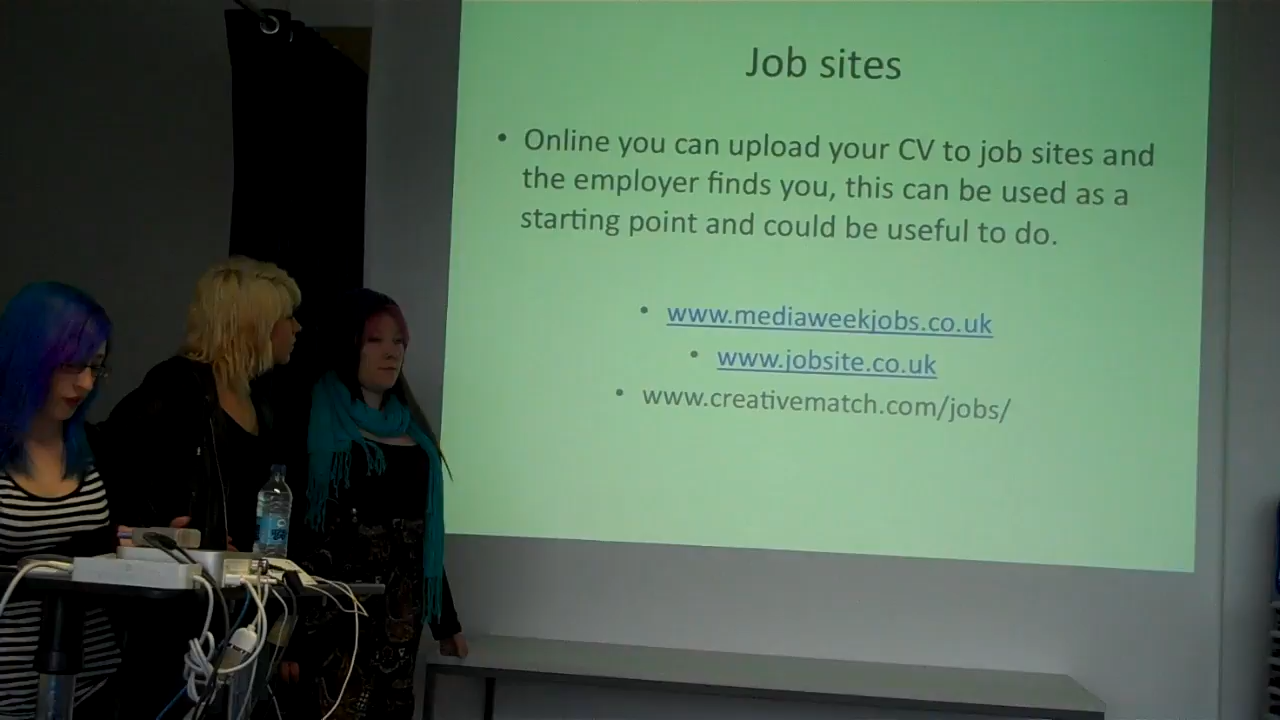 Job sites
• Online you can upload your CV to job sites and
the employer finds you, this can be used as a
starting point and could be useful to do.
• www.mediaweekjobs.co.uk
• www.jobsite.co.uk
• www.creativematch.com/jobs/